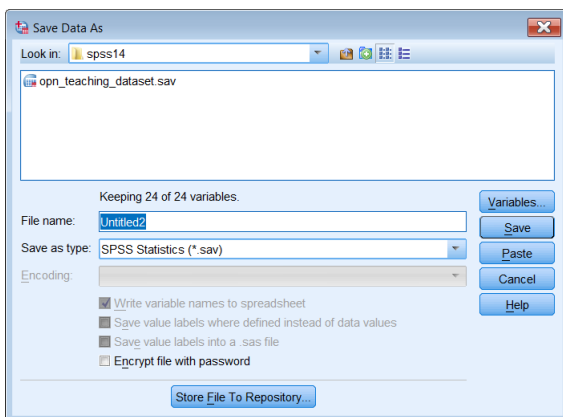 Save Data As
Look in: spss14
opn_teaching_dataset.sav
Keeping 24 of 24 variables.
Variables...
File name: Untitled2
Save
Save as type: SPSS Statistics (*.sav)
Paste
Encoding:
Cancel
Write variable names to spreadsheet
Help
Save value labels where defined instead of data values
Save value labels into a .sas file
Encrypt file with password
Store File To Repository...